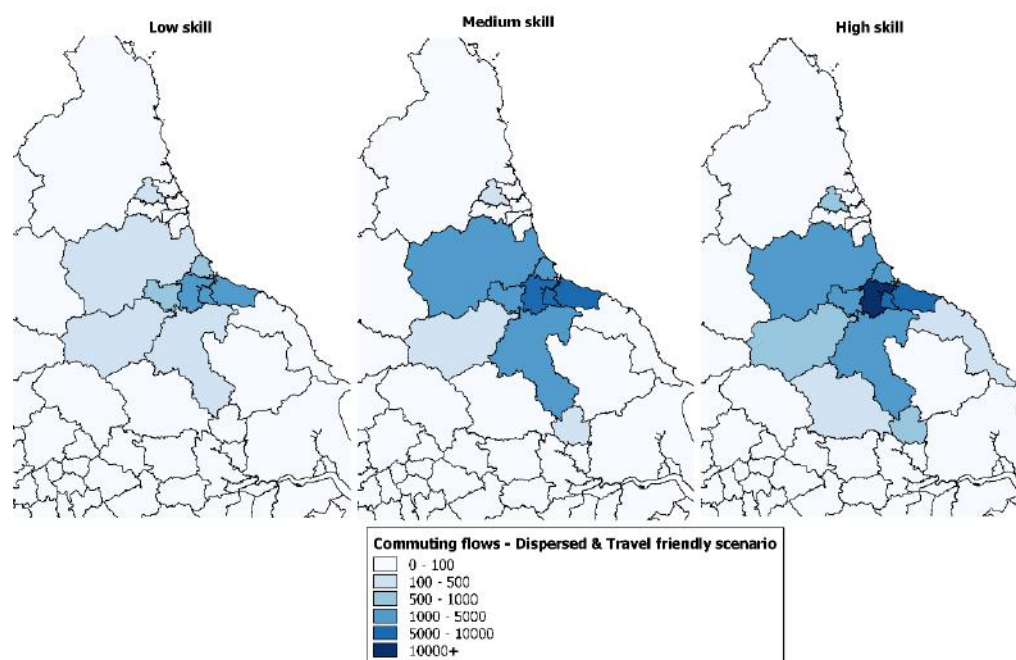 Low skill
Medium skill
High skill
Commuting flows - Dispersed & Travel friendly scenario
0 - 100
100 - 500
500 - 1000
1000 - 5000
5000 - 10000
10000+